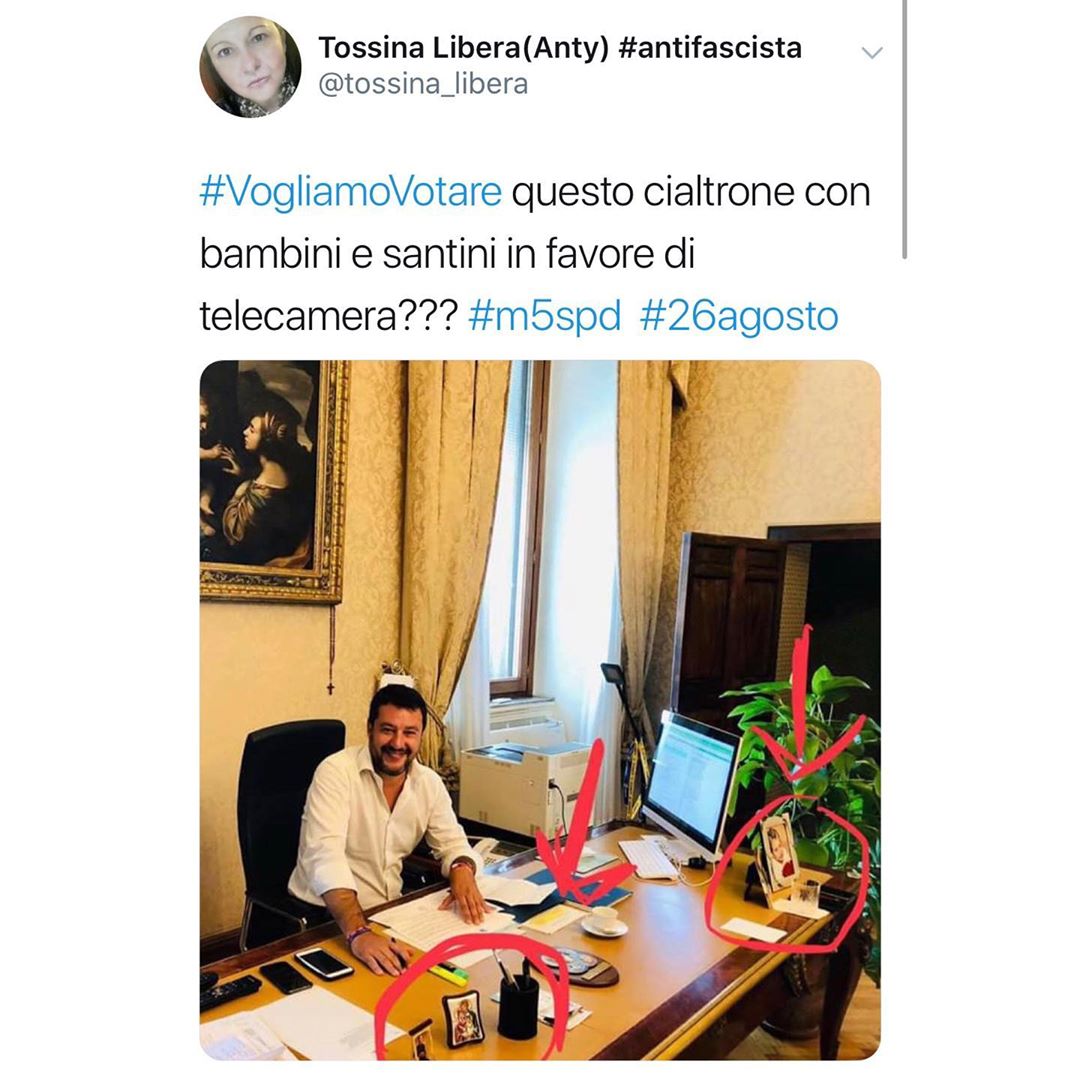 Tossina Libera(Anty) #antifascista
@tossina_libera
#VogliamoVotare questo cialtrone con
bambini e santini in favore di
telecamera??? #m5spd #26agosto